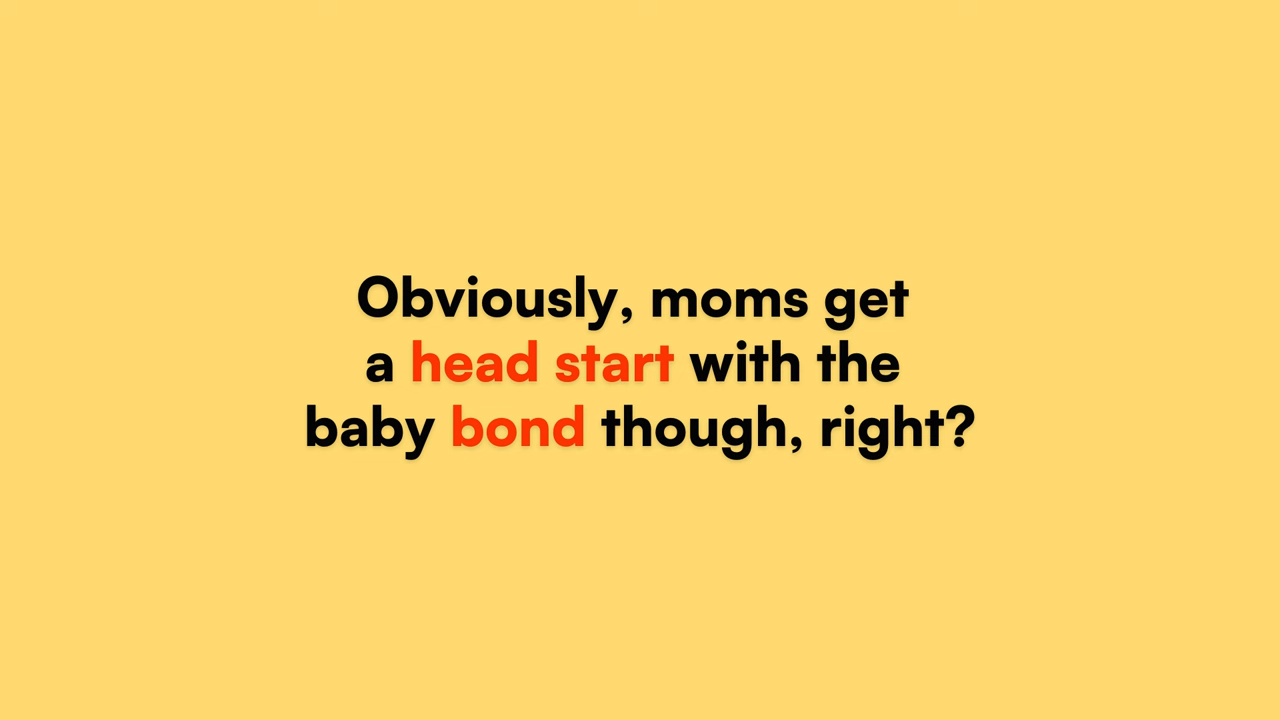 Obviously, moms get
a head start with the
baby bond though, right?